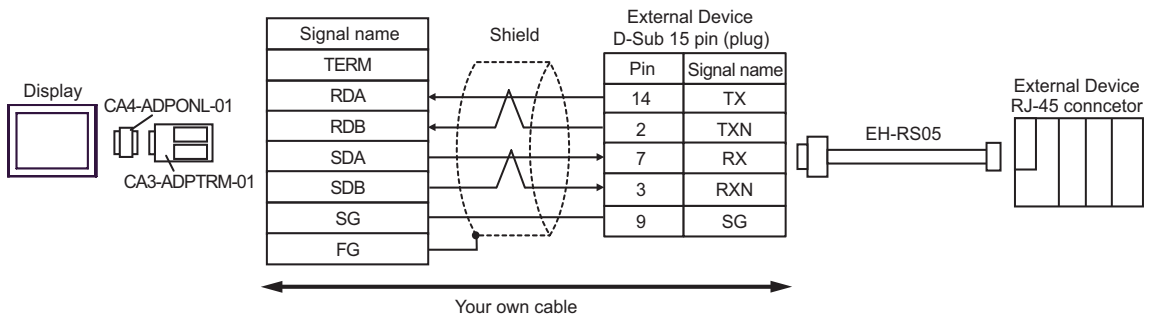 Display
CA4-ADPONL-01
CA3-ADPTRM-01
Signal name
TERM
RDA
RDB
SDA
SDB
SG
FG
Shield
External Device
D-Sub 15 pin (plug)
Pin Signal name
14 TX
2 TXN
7 RX
3 RXN
9 SG
EH-RS05
External Device
RJ-45 conncetor
Your own cable